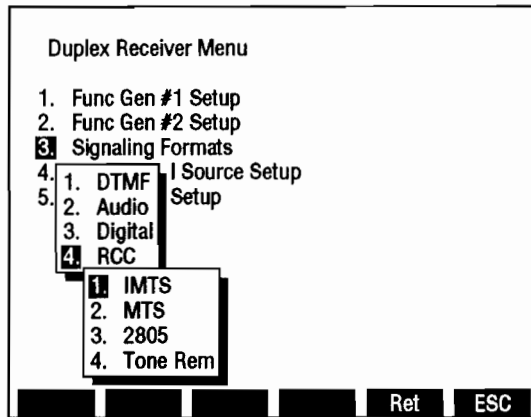 Duplex Receiver Menu
1. Func Gen #1 Setup
2. Func Gen #2 Setup
3. Signaling Formats
4. l Source Setup
5. Setup
1. DTMF
2. Audio
3. Digital
4. RCC
1. IMTS
2. MTS
3. 2805
4. Tone Rem
Ret ESC